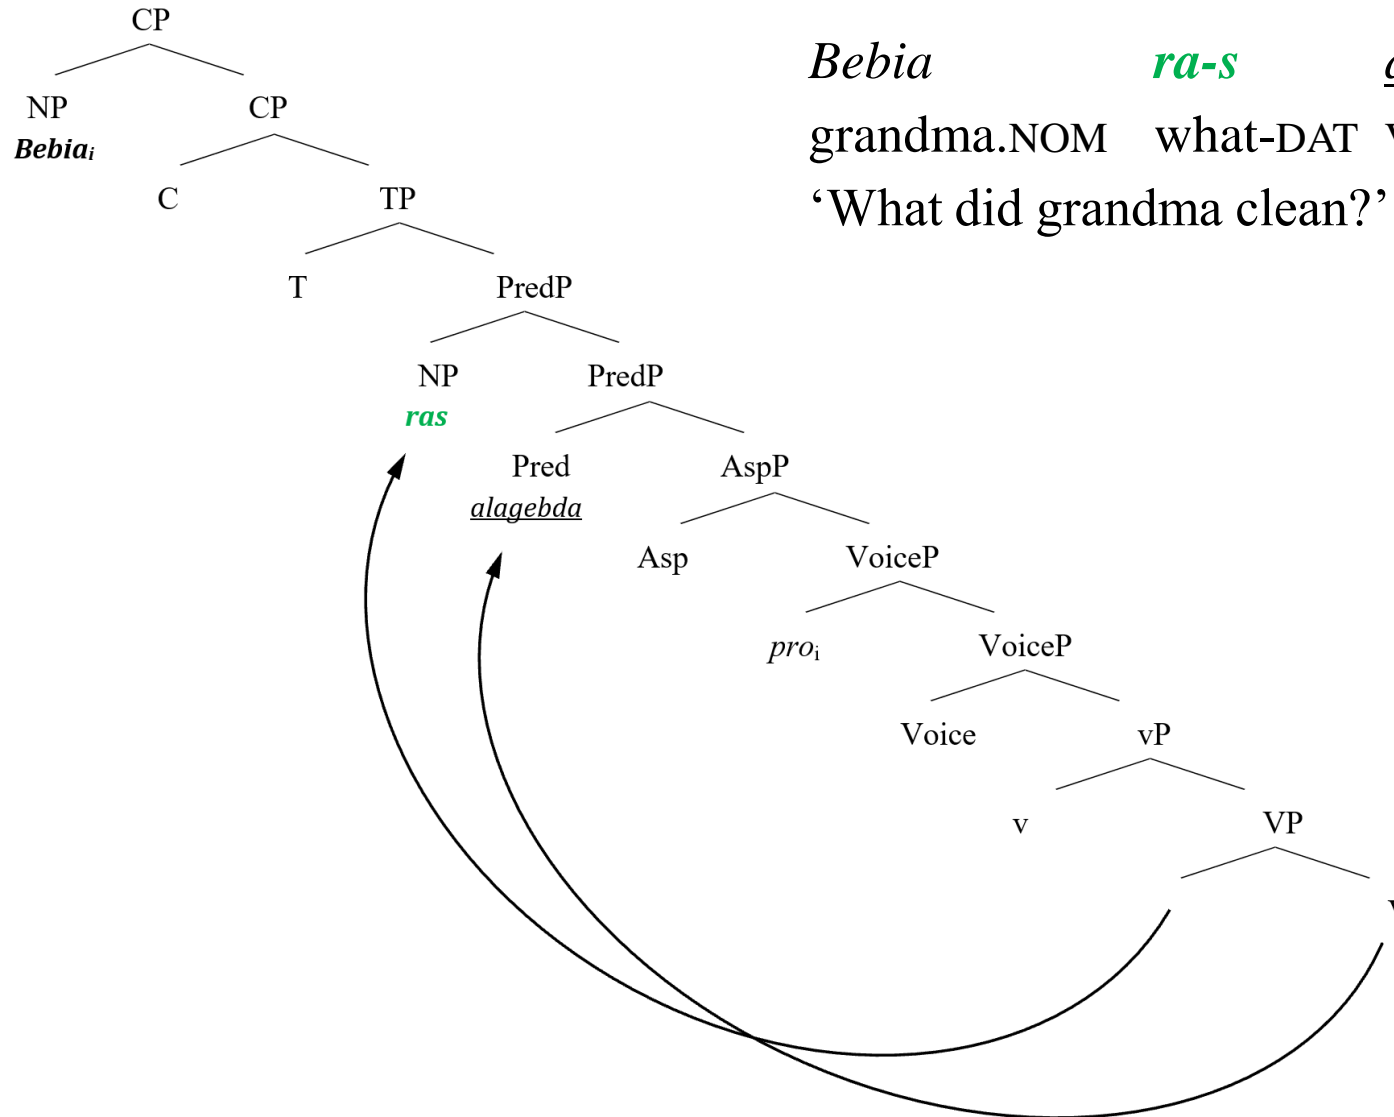 CP
Bebia ra-s
NP CP
Bebiaᵢ
grandma.NOM what-DAT
C TP
‘What did grandma clean?’
T PredP
NP PredP
ras
Pred AspP
alagebda
Asp VoiceP
proᵢ VoiceP
Voice vP
v VP